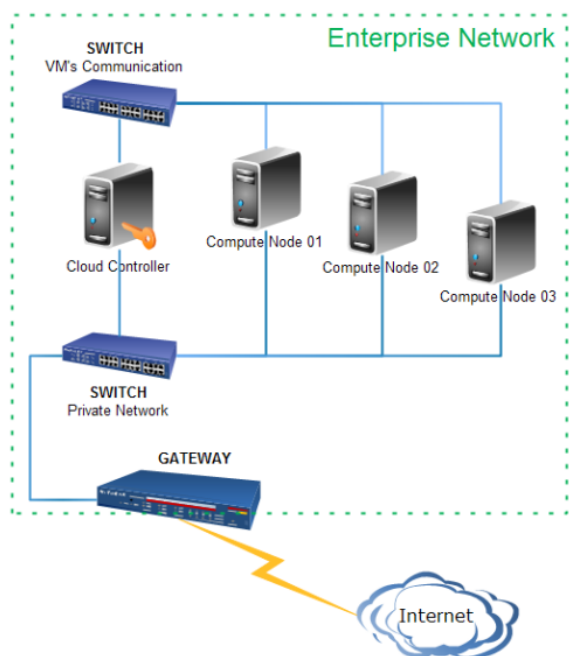 Enterprise Network
SWITCH
VM's Communication
Cloud Controller
Compute Node 01
Compute Node 02
Compute Node 03
SWITCH
Private Network
GATEWAY
Internet